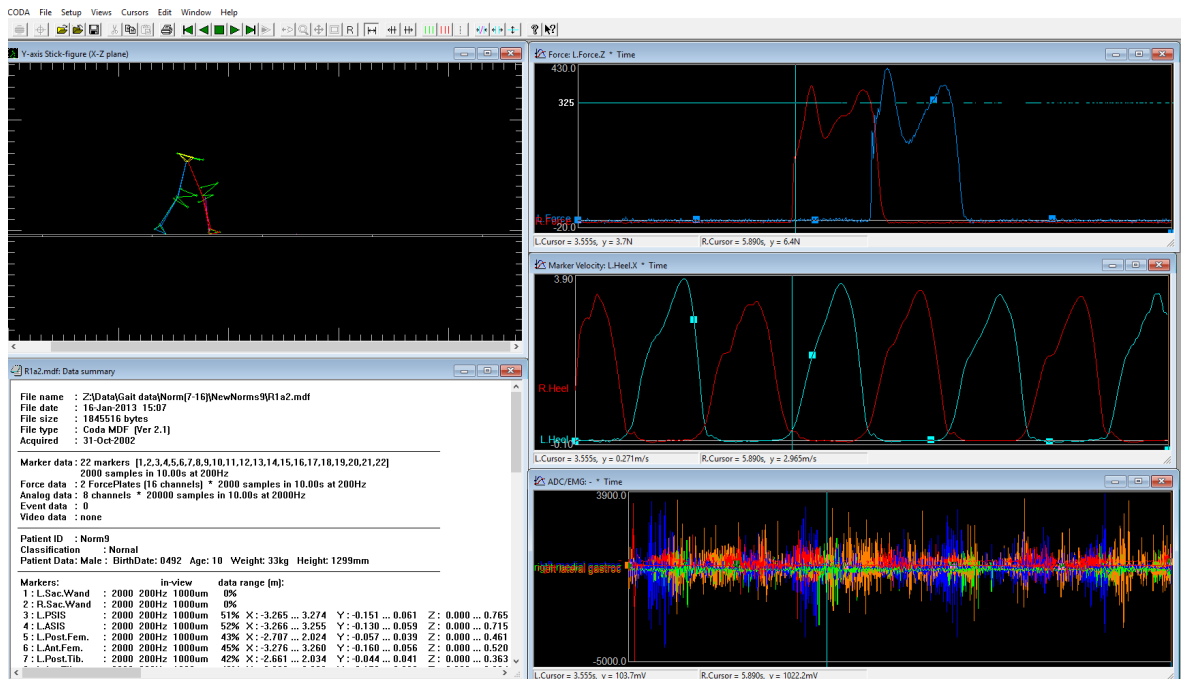 CODA File Setup Views Cursors Edit Window Help
R
Y-axis Stick-figure (X-Z plane)
Force: L.Force.Z * Time
430.0
325
-20.0
L.Cursor = 3.555s, y = 3.7N R.Cursor = 5.890s, y = 6.4N
Marker Velocity: L.Heel.X * Time
3.90
R.Heel
L.Heel
-0.10
L.Cursor = 3.555s, y = 0.271m/s R.Cursor = 5.890s, y = 2.965m/s
R1a2.mdf: Data summary
File name : Z:\Data\Gait data\Norm(7-16)\NewNorms9\R1a2.mdf
File date : 16-Jan-2013 15:07
File size : 1845516 bytes
File type : Coda MDF [Ver 2.1]
Acquired : 31-Oct-2002
Marker data : 22 markers [1,2,3,4,5,6,7,8,9,10,11,12,13,14,15,16,17,18,19,20,21,22]
2000 samples in 10.00s at 200Hz
Force data : 2 ForcePlates (16 channels) * 2000 samples in 10.00s at 200Hz
Analog data : 8 channels * 20000 samples in 10.00s at 2000Hz
Event data : 0
Video data : none
Patient ID : Norm9
Classification : Normal
Patient Data: Male : BirthDate: 0492 Age: 10 Weight: 33kg Height: 1299mm
Markers: in-view data range [m]:
1 : L.Sac.Wand : 2000 200Hz 1000um 0%
2 : R.Sac.Wand : 2000 200Hz 1000um 0%
3 : L.PSIS : 2000 200Hz 1000um 51% X : -3.265 ... 3.274 Y : -0.151 ... 0.061 Z : 0.000 ... 0.765
4 : L.ASIS : 2000 200Hz 1000um 52% X : -3.266 ... 3.255 Y : -0.130 ... 0.059 Z : 0.000 ... 0.715
5 : L.Post.Fem. : 2000 200Hz 1000um 43% X : -2.707 ... 2.024 Y : -0.057 ... 0.039 Z : 0.000 ... 0.461
6 : L.Ant.Fem. : 2000 200Hz 1000um 45% X : -3.276 ... 3.260 Y : -0.160 ... 0.056 Z : 0.000 ... 0.520
7 : L.Post.Tib. : 2000 200Hz 1000um 42% X : -2.661 ... 2.034 Y : -0.044 ... 0.041 Z : 0.000 ... 0.363
ADC/EMG: - * Time
3900.0
-5000.0
L.Cursor = 3.555s, y = 103.7mV R.Cursor = 5.890s, y = 1022.2mV